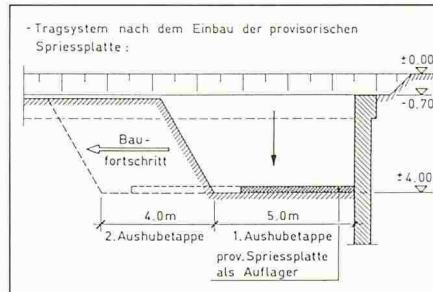 - Tragsystem nach dem Einbau der provisorischen
Spriessplatte :
±0.00
-0.70
Bau-
fortschritt
±4.00
4.0m
5.0m
2.Aushubetappe
1.Aushubetappe
prov.Spriessplatte
als Auflager